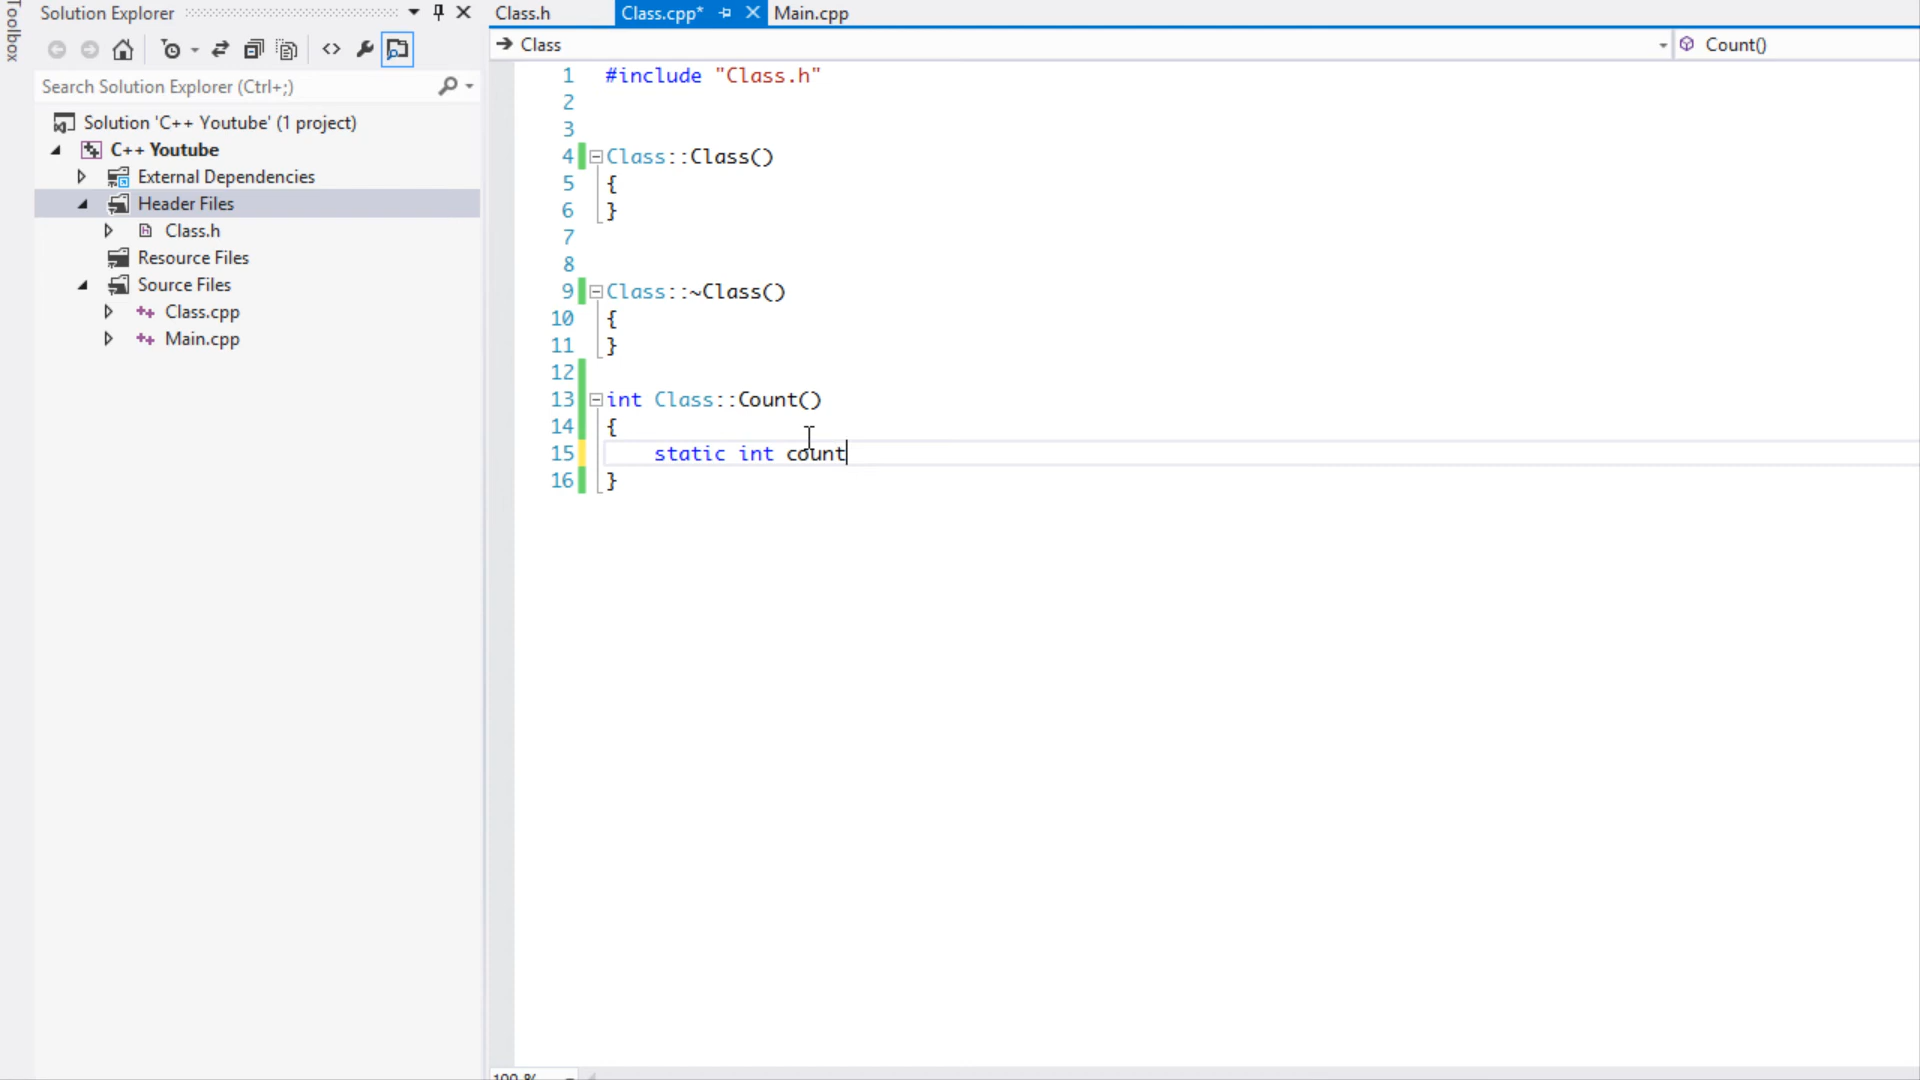 Toolbox
Solution Explorer
Search Solution Explorer (Ctrl+;)
Solution 'C++ Youtube' (1 project)
C++ Youtube
External Dependencies
Header Files
Class.h
Resource Files
Source Files
Class.cpp
Main.cpp
Class.h Class.cpp* Main.cpp
Class Count()
1 #include "Class.h"
2
3
4 Class::Class()
5 {
6 }
7
8
9 Class::~Class()
10 {
11 }
12
13 int Class::Count()
14 {
15 static int count
16 }
100 %